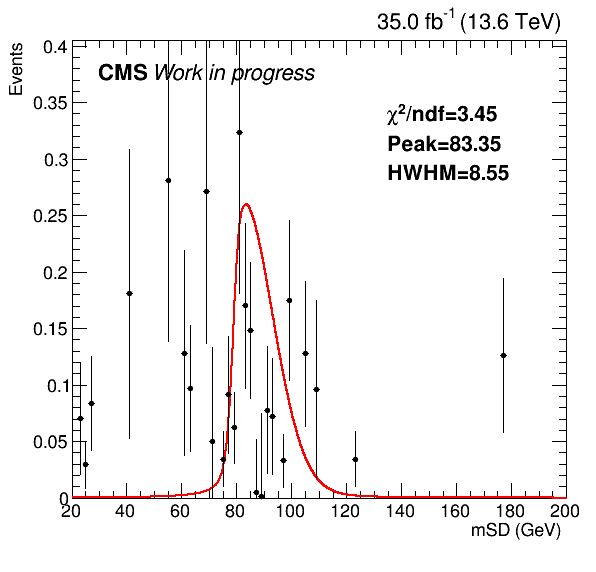 35.0 fb⁻¹ (13.6 TeV)
Events
CMS Work in progress
χ²/ndf=3.45
Peak=83.35
HWHM=8.55
0.4
0.35
0.3
0.25
0.2
0.15
0.1
0.05
0
20 40 60 80 100 120 140 160 180 200
mSD (GeV)